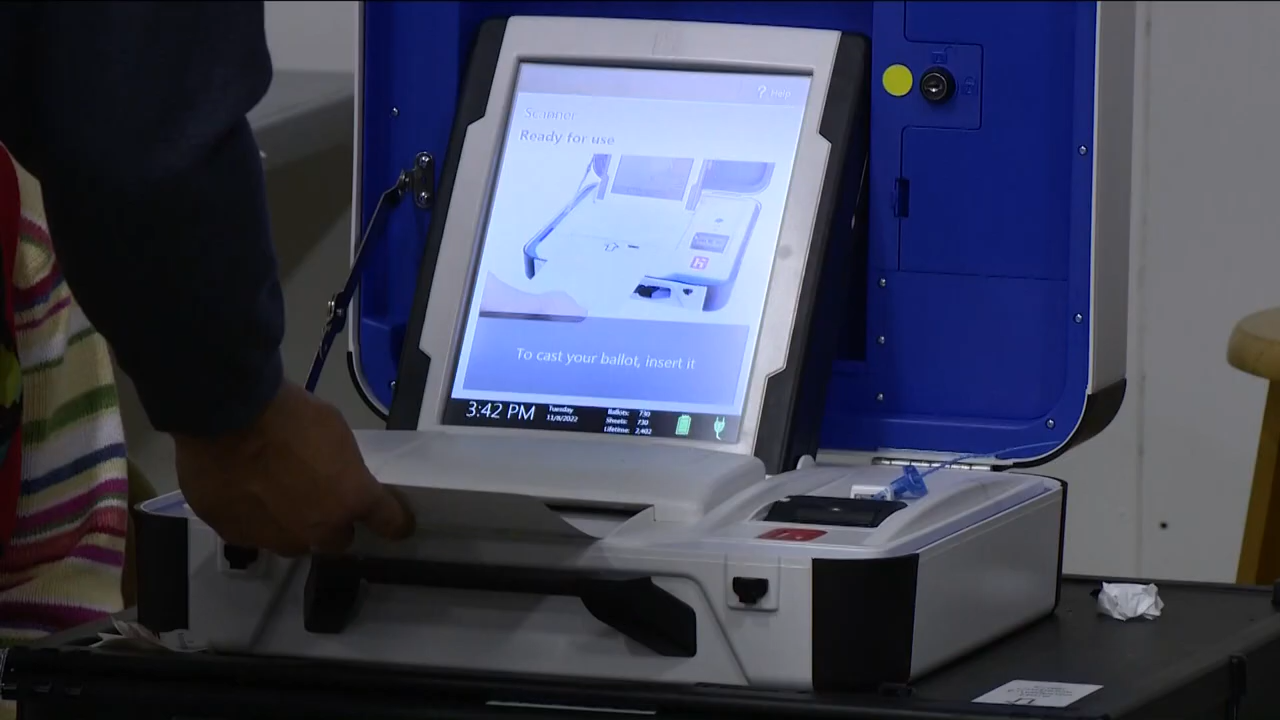 ? Help
Scanner
Ready for use
To cast your ballot, insert it
3:42 PM
Tuesday
11/8/2022
Ballots: 730
Sheets: 730
Lifetime: 2,402